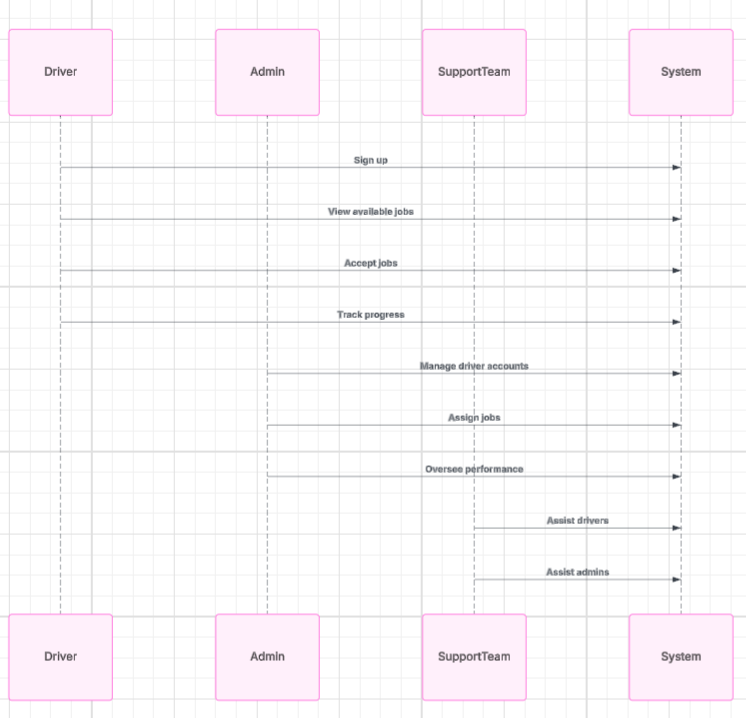 Driver
Admin
SupportTeam
System
Sign up
View available jobs
Accept jobs
Track progress
Manage driver accounts
Assign jobs
Oversee performance
Assist drivers
Assist admins
Driver
Admin
SupportTeam
System